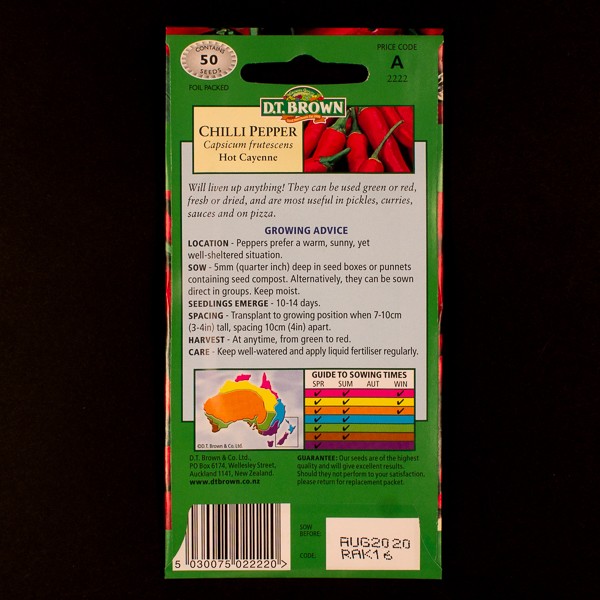 CONTAINS
50
SEEDS
FOIL PACKED
PRICE CODE
A
2222
D.T. BROWN
CHILLI PEPPER
Capsicum frutescens
Hot Cayenne
Will liven up anything! They can be used green or red,
fresh or dried, and are most useful in pickles, curries,
sauces and on pizza.
GROWING ADVICE
LOCATION - Peppers prefer a warm, sunny, yet
well-sheltered situation.
SOW - 5mm (quarter inch) deep in seed boxes or punnets
containing seed compost. Alternatively, they can be sown
direct in groups. Keep moist.
SEEDLINGS EMERGE - 10-14 days.
SPACING - Transplant to growing position when 7-10cm
(3-4in) tall, spacing 10cm (4in) apart.
HARVEST - At anytime, from green to red.
CARE - Keep well-watered and apply liquid fertiliser regularly.
©D.T. Brown & Co. Ltd.
GUIDE TO SOWING TIMES
SPR SUM AUT WIN
D.T. Brown & Co. Ltd.,
PO Box 6174, Wellesley Street,
Auckland 1141, New Zealand.
www.dtbrown.co.nz
GUARANTEE: Our seeds are of the highest
quality and will give excellent results.
Should they not perform to your satisfaction,
please return for replacement packet.
SOW
BEFORE:
AUG2020
CODE:
RAK16
5 030075 022220 >